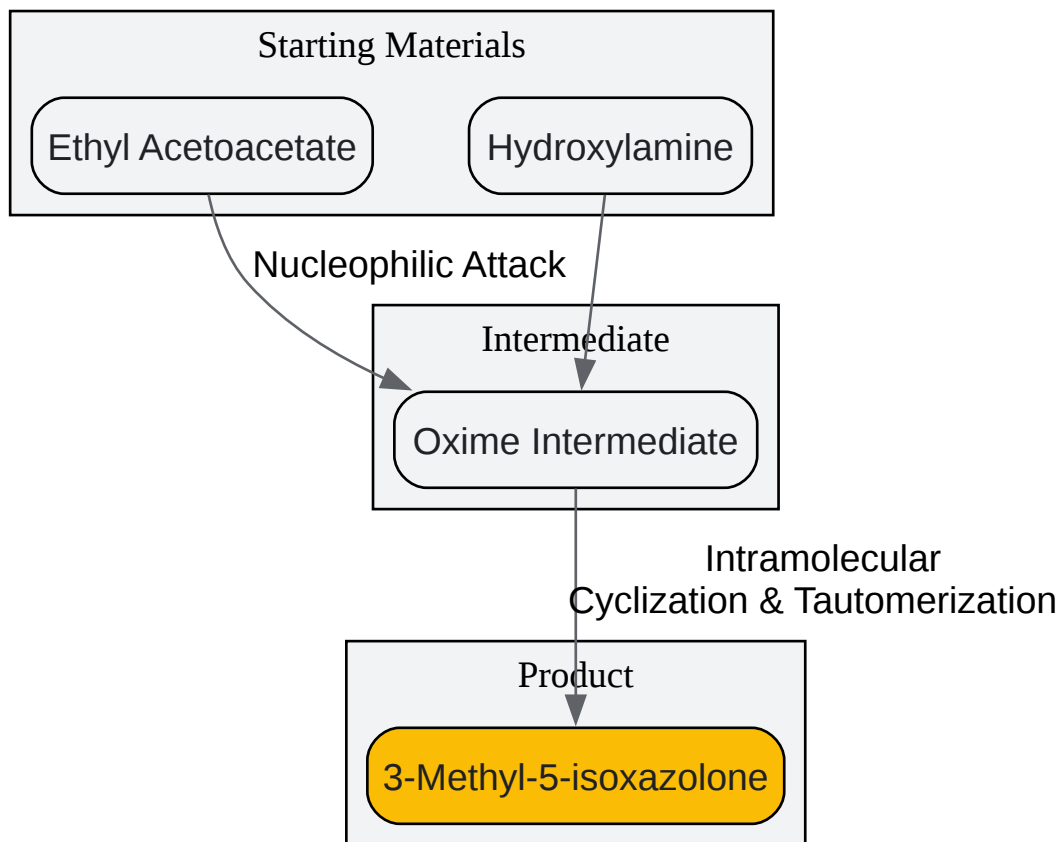 Starting Materials
Ethyl Acetoacetate
Hydroxylamine
Nucleophilic Attack
Intermediate
Oxime Intermediate
Intramolecular
Cyclization & Tautomerization
Product
3-Methyl-5-isoxazolone